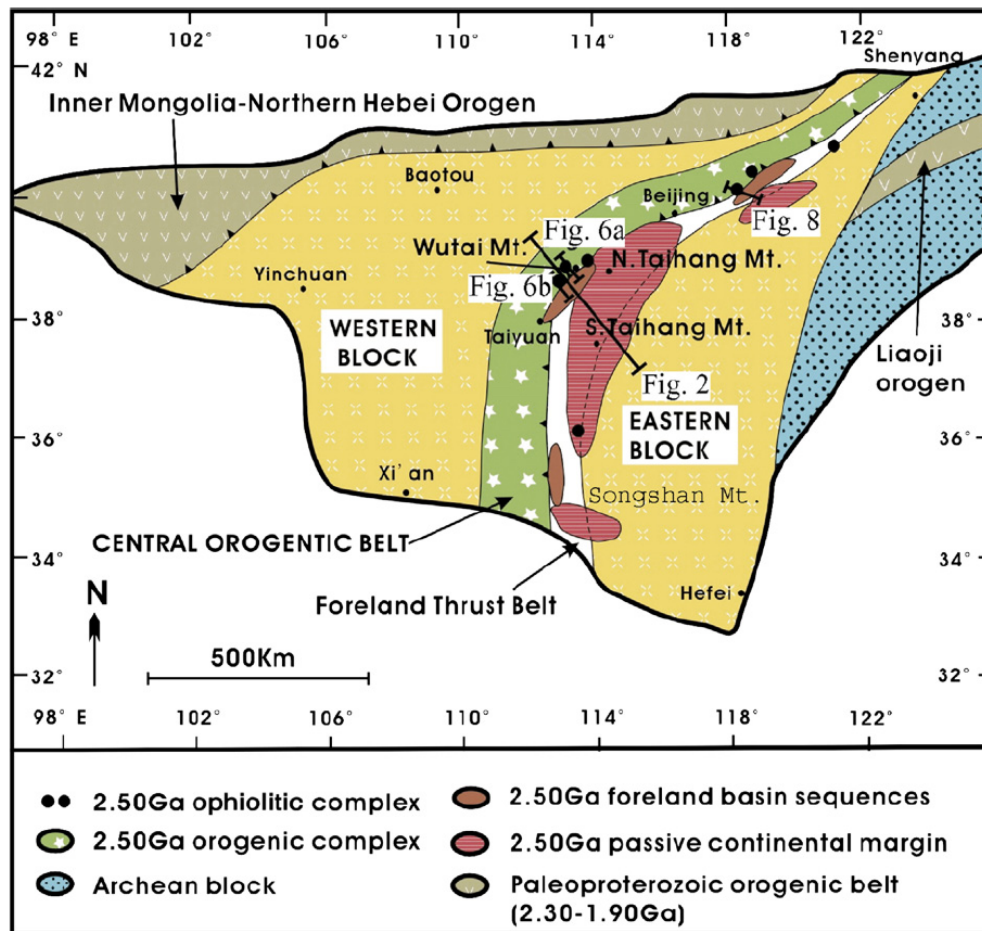 98° E 102° 106° 110° 114° 118° 122°
Shenyang
42° N
Inner Mongolia-Northern Hebei Orogen
Baotou
Beijing
Fig. 8
Fig. 6a
Wutai Mt.
N.Taihang Mt.
Yinchuan
Fig. 6b
38°
WESTERN
BLOCK
Taiyuan
S.Taihang Mt.
38°
Liaoji
orogen
Fig. 2
EASTERN
BLOCK
36°
36°
Xi' an
Songshan Mt.
CENTRAL OROGENTIC BELT
34°
34°
Foreland Thrust Belt
Hefei
N
500Km
32°
32°
98° E 102° 106° 110° 114° 118° 122°
2.50Ga ophiolitic complex
2.50Ga foreland basin sequences
2.50Ga orogenic complex
2.50Ga passive continental margin
Archean block
Paleoproterozoic orogenic belt
(2.30-1.90Ga)